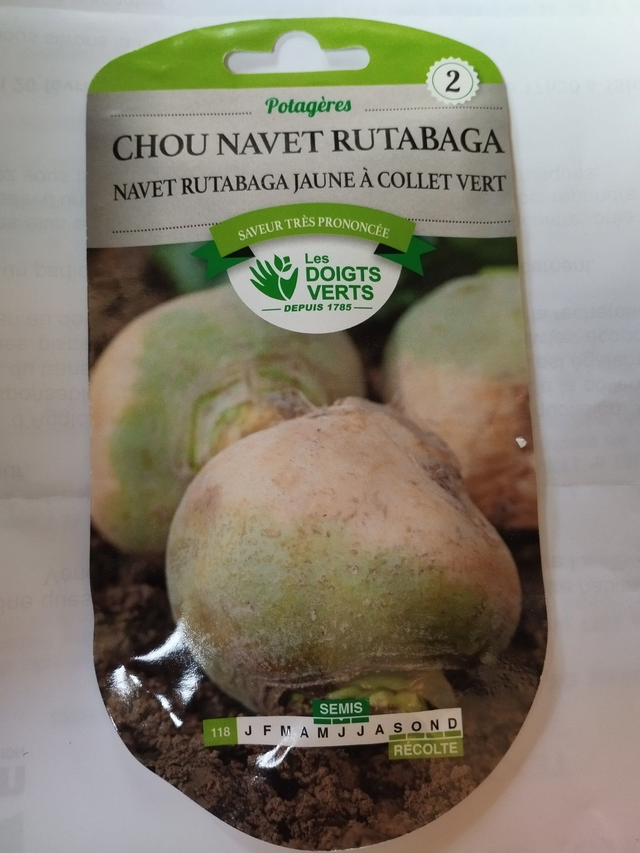 2
Potagères
CHOU NAVET RUTABAGA
NAVET RUTABAGA JAUNE À COLLET VERT
SAVEUR TRÈS PRONONCÉE
Les
DOIGTS
VERTS
DEPUIS 1785
SEMIS
118 J F M A M J J A S O N D
RÉCOLTE